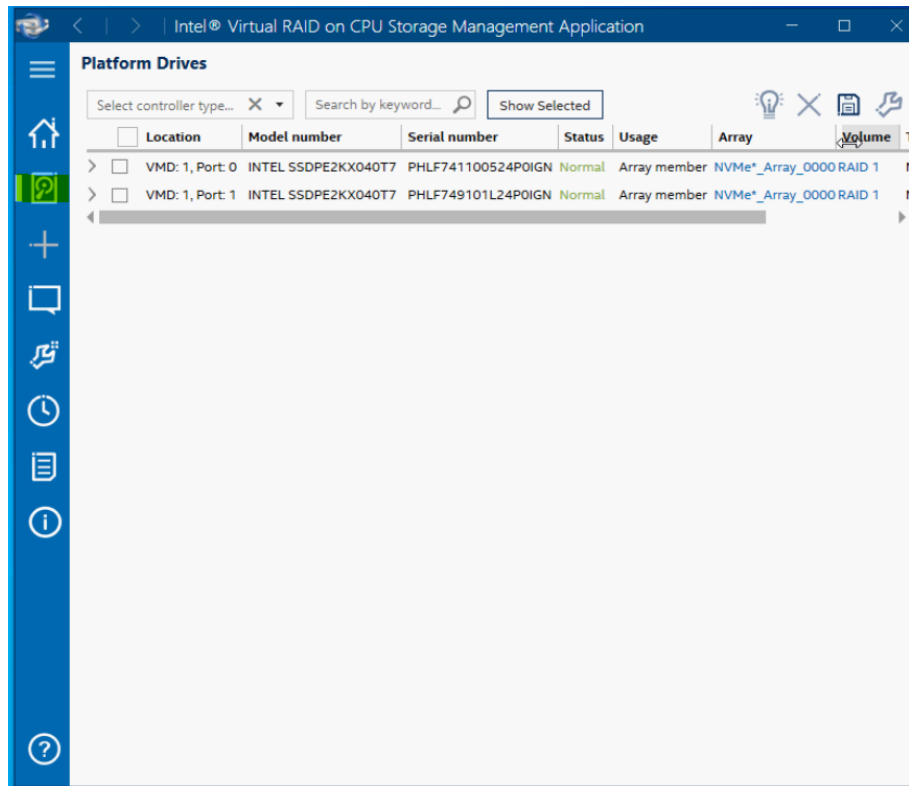 Intel® Virtual RAID on CPU Storage Management Application
Platform Drives
Select controller type... Search by keyword... Show Selected
Location Model number Serial number Status Usage Array Volume T
VMD: 1, Port: 0 INTEL SSDPE2KX040T7 PHLF741100524P0IGN Normal Array member NVMe*_Array_0000 RAID 1
VMD: 1, Port: 1 INTEL SSDPE2KX040T7 PHLF749101L24P0IGN Normal Array member NVMe*_Array_0000 RAID 1